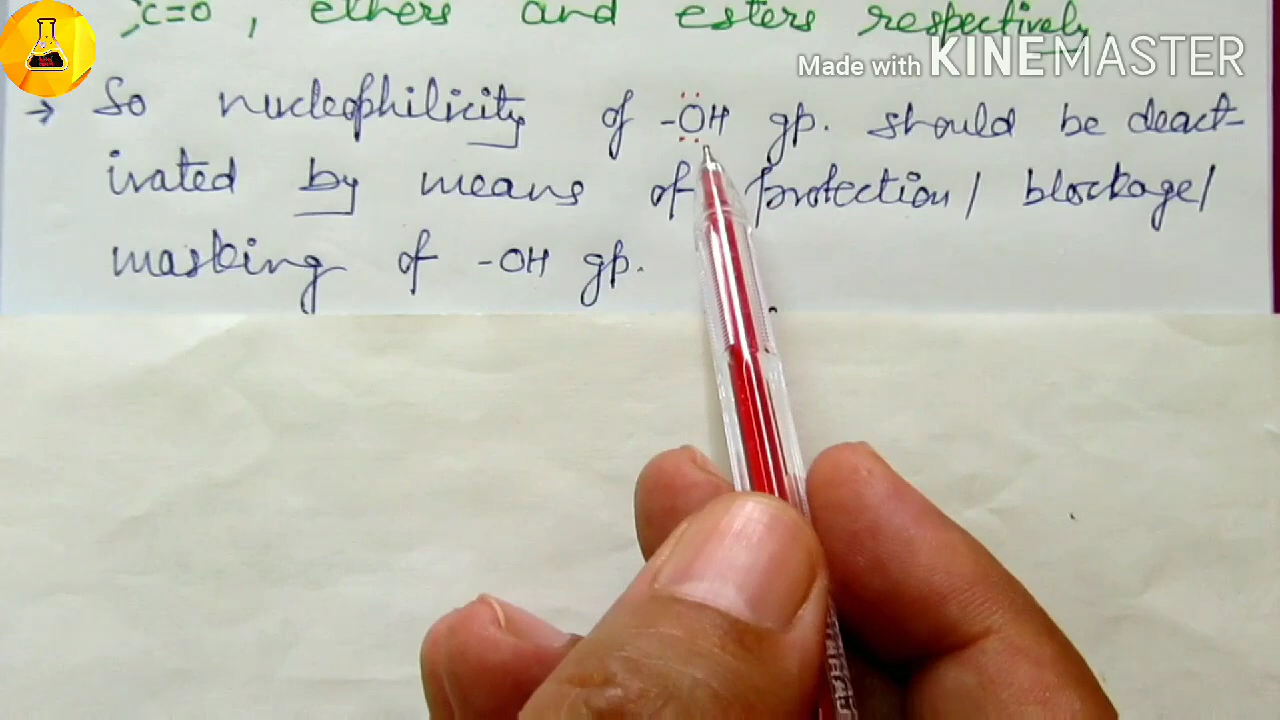 >C=O, ethers and esters respectively.
Made with KINEMASTER
→ So nucleophilicity of -OH gp. should be deact-
ivated by means of protection/ blockage/
masking of -OH gp.